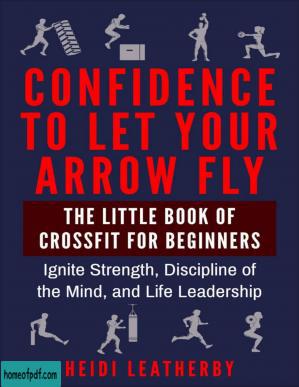 CONFIDENCE
TO LET YOUR
ARROW FLY
THE LITTLE BOOK OF
CROSSFIT FOR BEGINNERS
Ignite Strength, Discipline of
the Mind, and Life Leadership
HEIDI LEATHERBY
homeofpdf.com